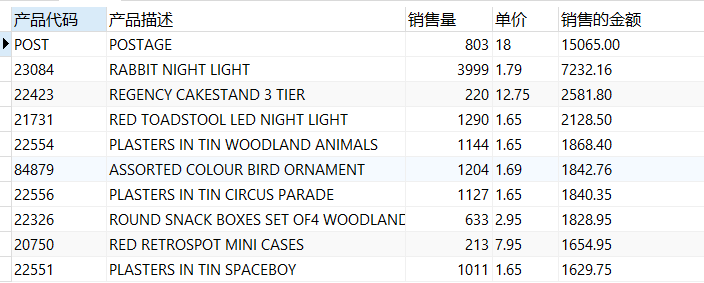 产品代码 产品描述 销售量 单价 销售的金额
POST POSTAGE 803 18 15065.00
23084 RABBIT NIGHT LIGHT 3999 1.79 7232.16
22423 REGENCY CAKESTAND 3 TIER 220 12.75 2581.80
21731 RED TOADSTOOL LED NIGHT LIGHT 1290 1.65 2128.50
22554 PLASTERS IN TIN WOODLAND ANIMALS 1144 1.65 1868.40
84879 ASSORTED COLOUR BIRD ORNAMENT 1204 1.69 1842.76
22556 PLASTERS IN TIN CIRCUS PARADE 1127 1.65 1840.35
22326 ROUND SNACK BOXES SET OF4 WOODLAND 633 2.95 1828.95
20750 RED RETROSPOT MINI CASES 213 7.95 1654.95
22551 PLASTERS IN TIN SPACEBOY 1011 1.65 1629.75